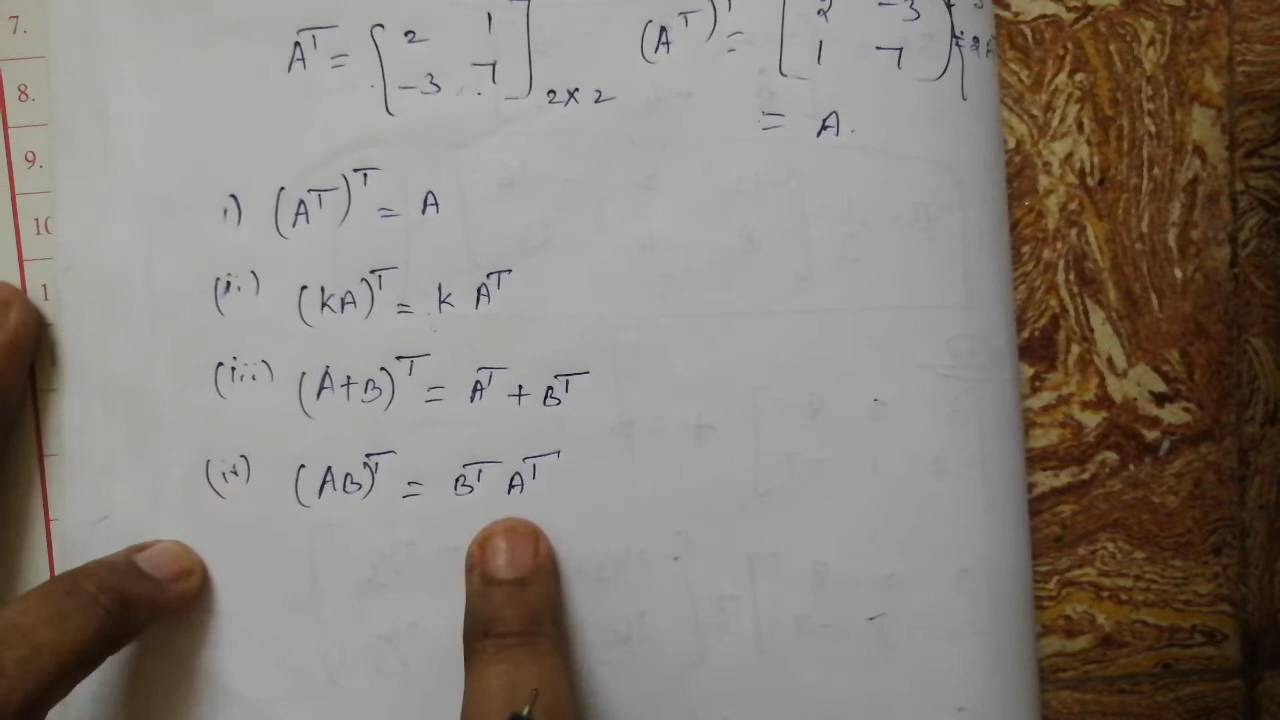 7.
8.
9.
10
1
Aᵀ = [2 1
-3 7] 2×2
(Aᵀ)ᵀ = [2 -3
1 7]
= A.
i) (Aᵀ)ᵀ = A
(ii) (kA)ᵀ = k Aᵀ
(iii) (A+B)ᵀ = Aᵀ + Bᵀ
(iv) (AB)ᵀ = Bᵀ Aᵀ